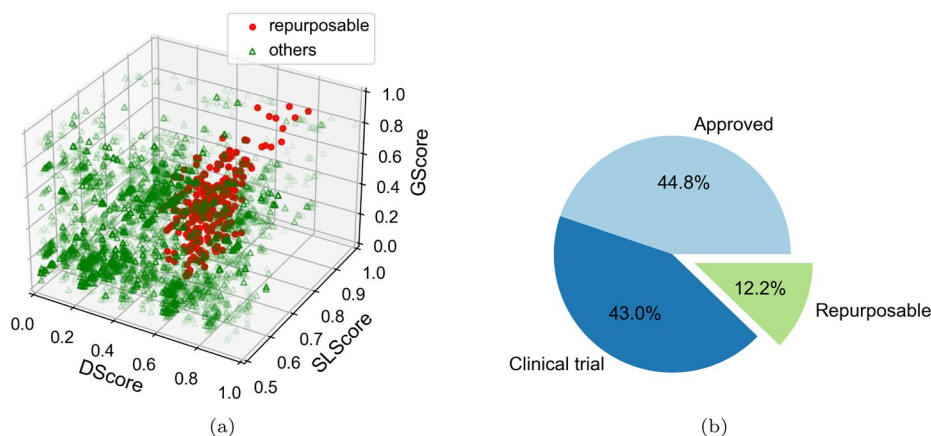 repurposable
others
1.0
0.8
0.6
0.4
0.2
0.0
GScore
1.0
0.9
0.8
0.7
0.6
0.5
SLScore
0.0
0.2
0.4
0.6
0.8
1.0
DScore
(a)
Approved
44.8%
12.2%
Repurposable
43.0%
Clinical trial
(b)